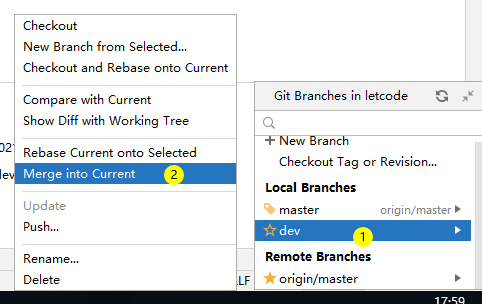 Checkout
New Branch from Selected...
Checkout and Rebase onto Current
Compare with Current
Show Diff with Working Tree
Rebase Current onto Selected
Merge into Current 2
Update
Push...
Rename...
Delete
202
dev
Git Branches in letcode
+ New Branch
Checkout Tag or Revision...
Local Branches
master origin/master
dev
1
Remote Branches
origin/master
LF
17:59